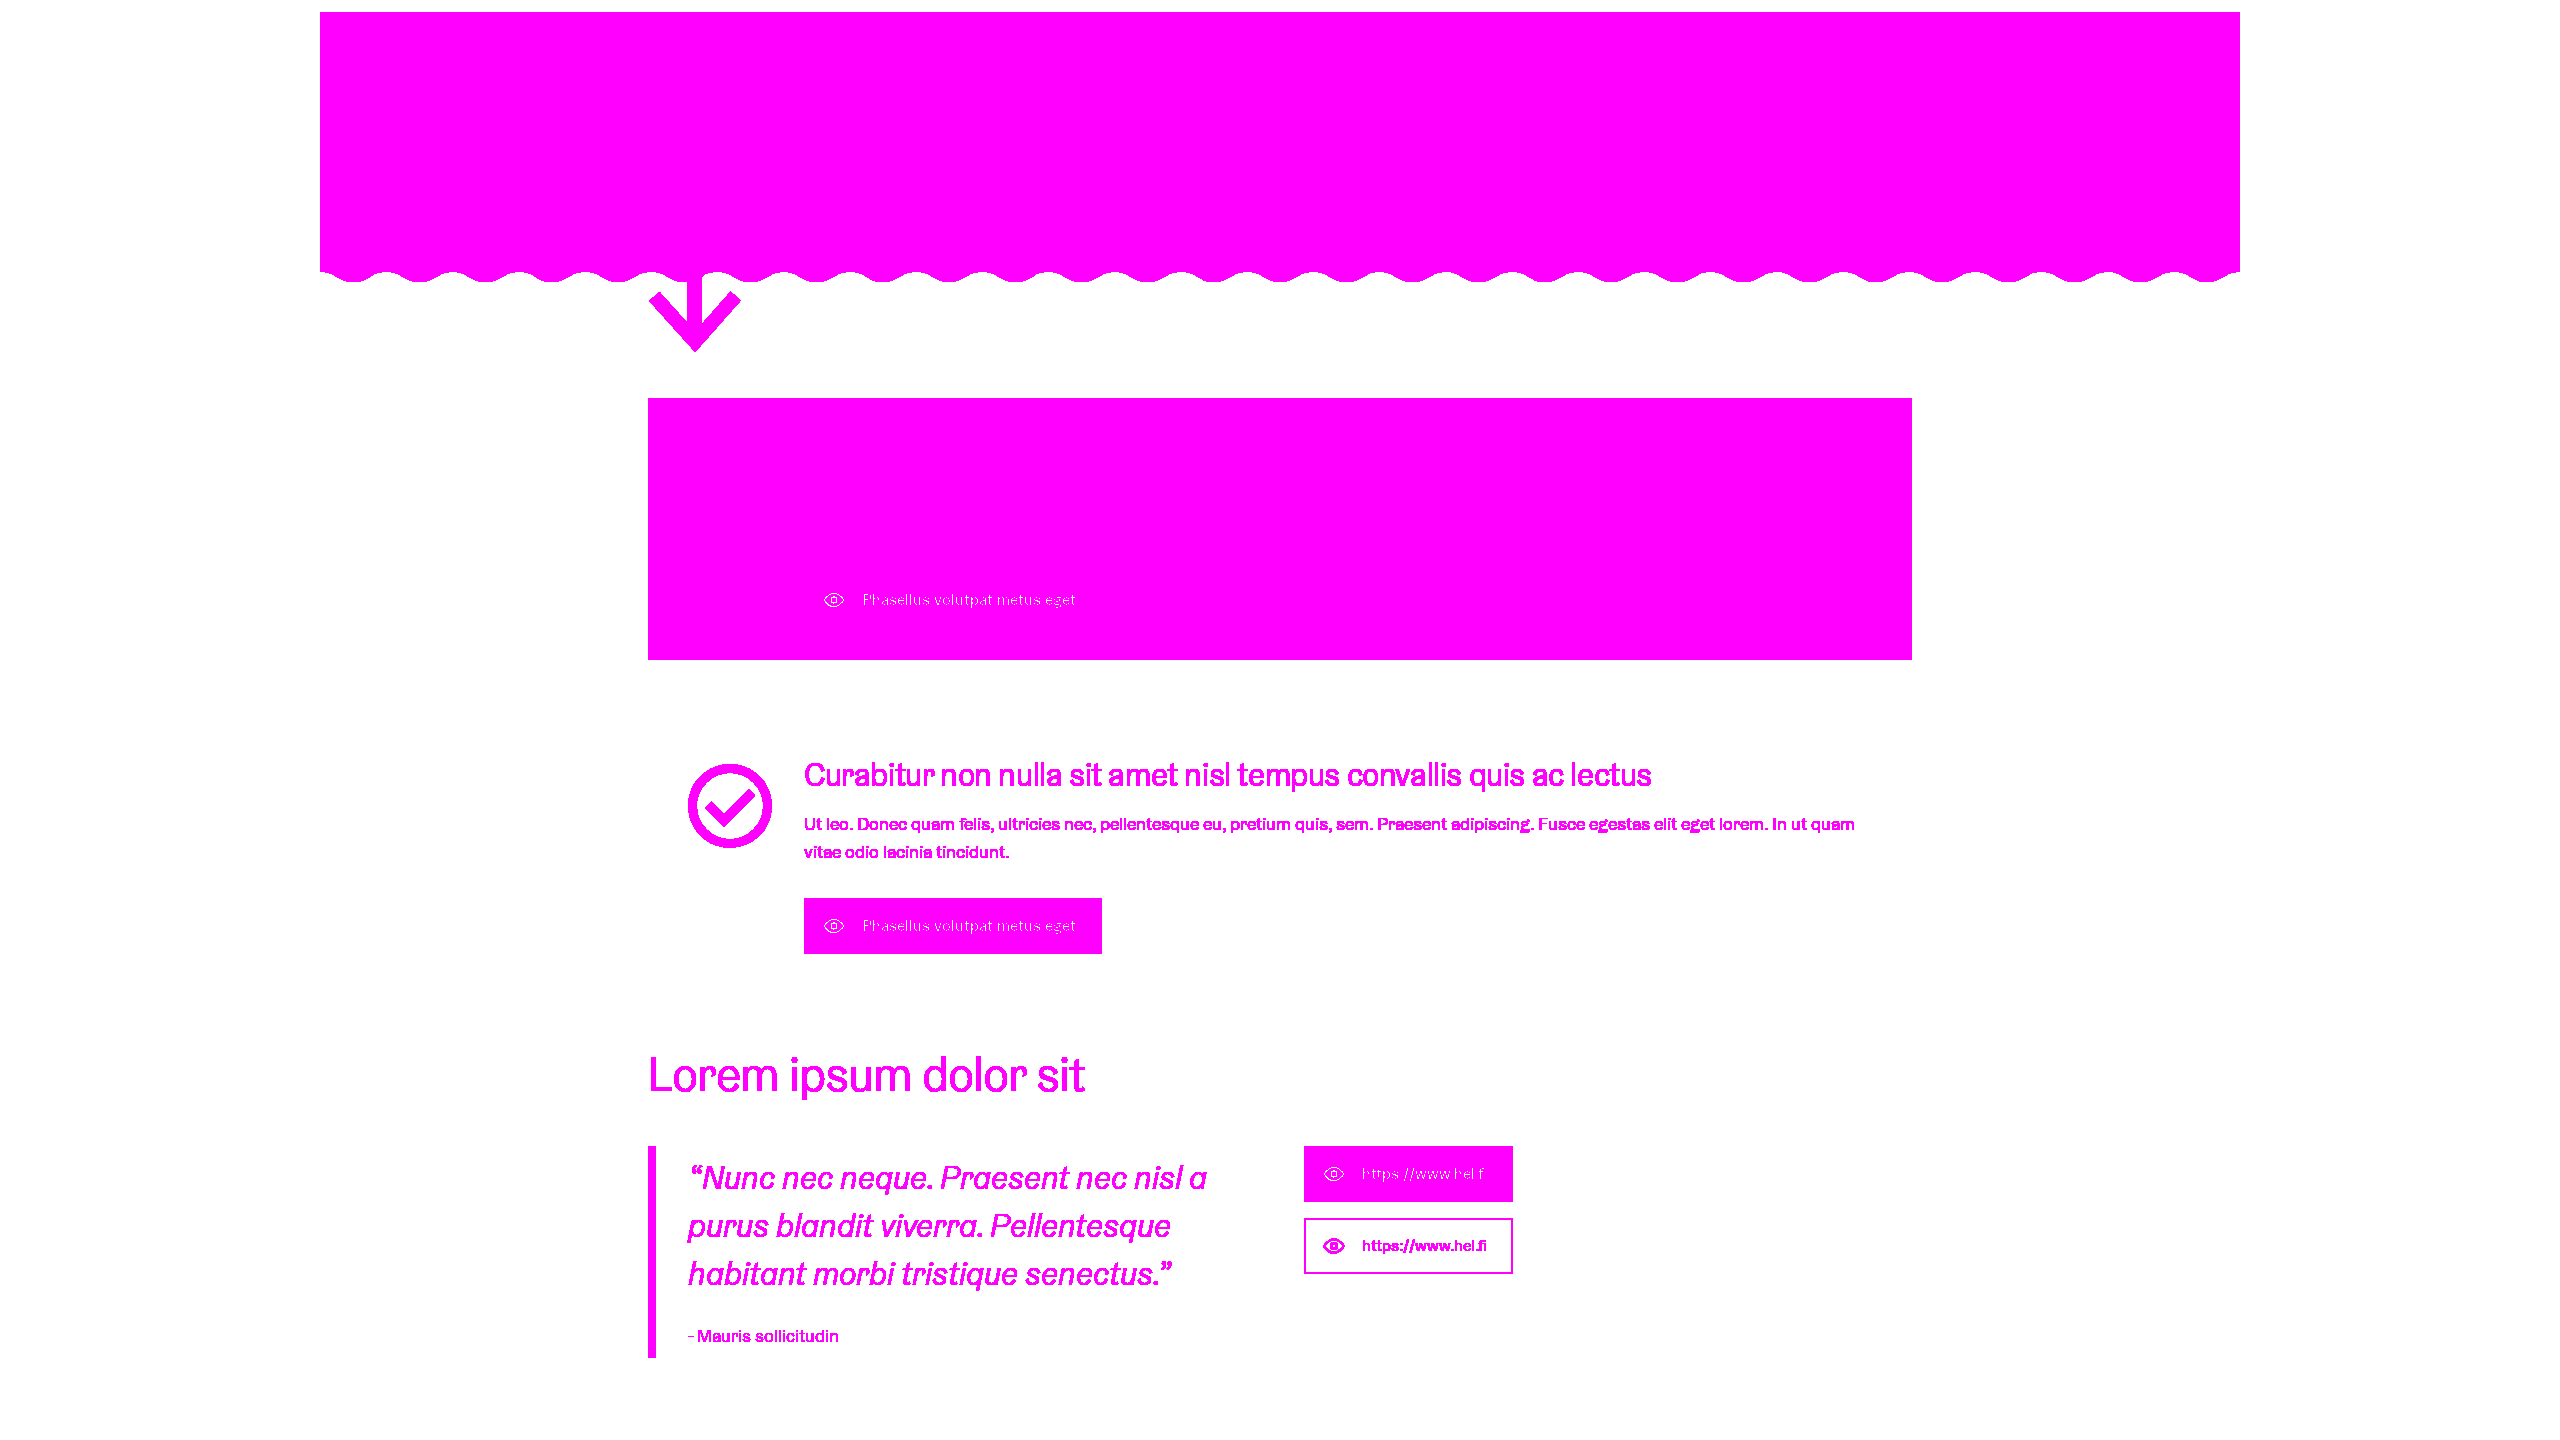 Phasellus volutpat metus eget
Curabitur non nulla sit amet nisl tempus convallis quis ac lectus
Ut leo. Donec quam felis, ultricies nec, pellentesque eu, pretium quis, sem. Praesent adipiscing. Fusce egestas elit eget lorem. In ut quam
vitae odio lacinia tincidunt.
Phasellus volutpat metus eget
Lorem ipsum dolor sit
“Nunc nec neque. Praesent nec nisl a
purus blandit viverra. Pellentesque
habitant morbi tristique senectus.”
- Mauris sollicitudin
https://www.hel.fi
https://www.hel.fi